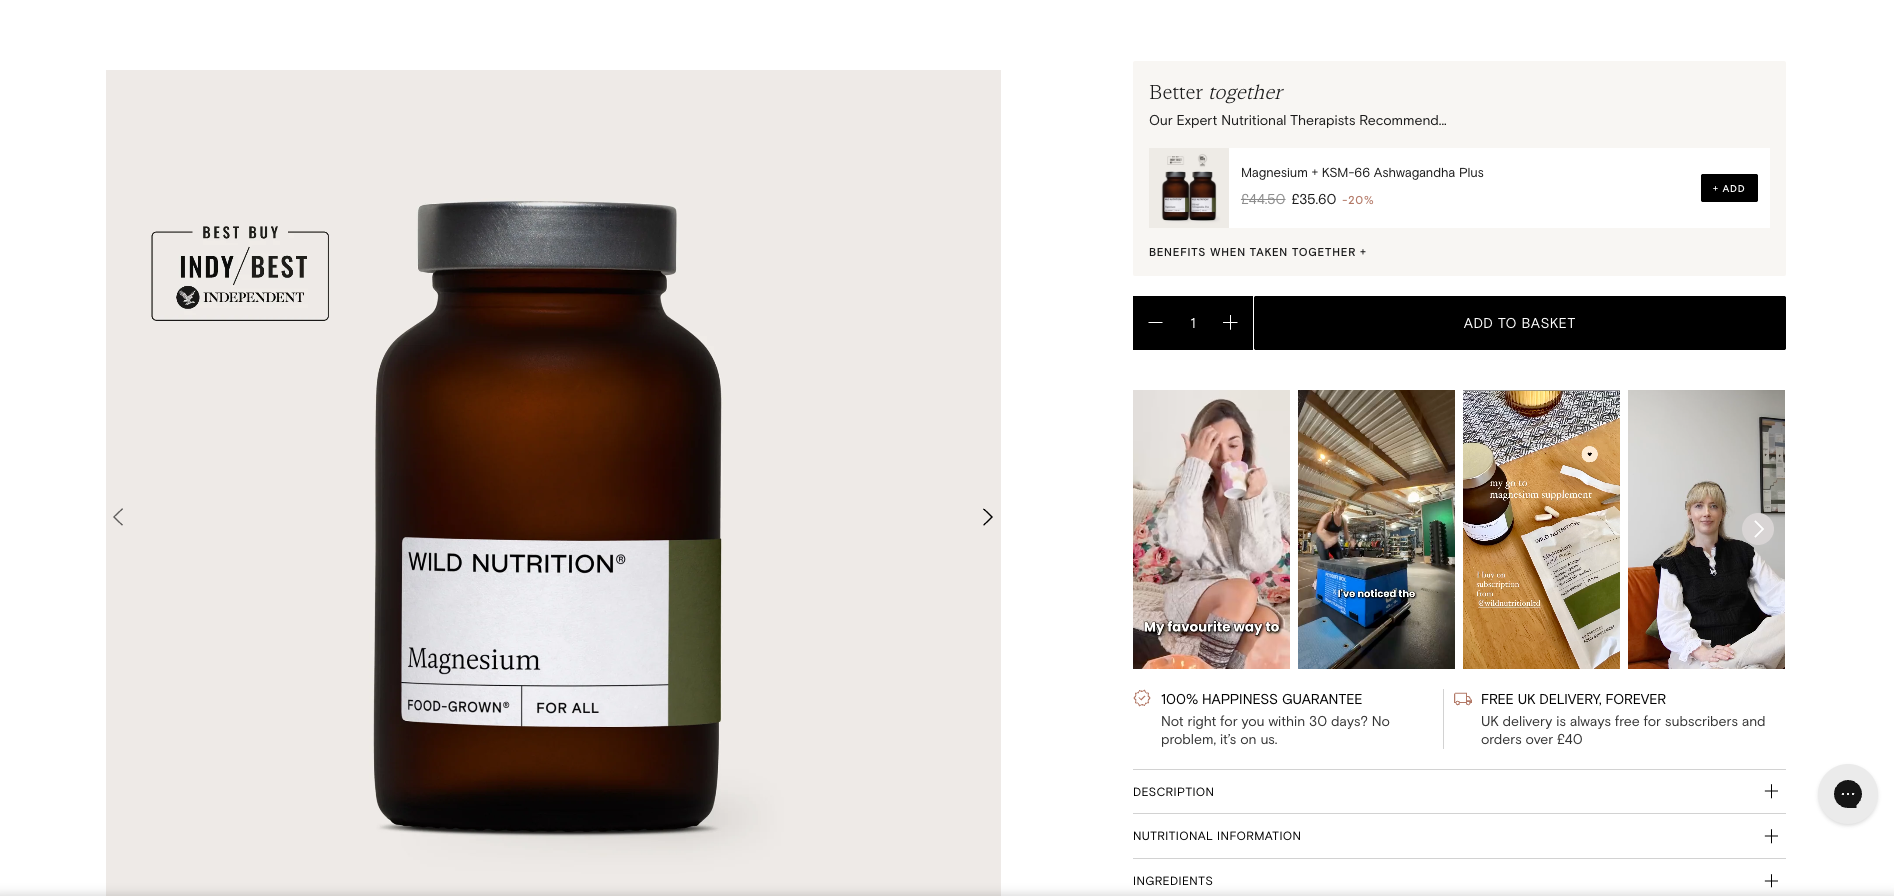 BEST BUY
INDY/BEST
INDEPENDENT
WILD NUTRITION®
Magnesium
FOOD-GROWN®
FOR ALL
Better together
Our Expert Nutritional Therapists Recommend...
Magnesium + KSM-66 Ashwagandha Plus
£44.50 £35.60 -20%
+ ADD
BENEFITS WHEN TAKEN TOGETHER +
1
ADD TO BASKET
My favourite way to
I've noticed the
my go to
magnesium supplement
I buy on
subscription
from
@wildnutritionltd
WILD NUTRITION
100% HAPPINESS GUARANTEE
Not right for you within 30 days? No
problem, it's on us.
FREE UK DELIVERY, FOREVER
UK delivery is always free for subscribers and
orders over £40
DESCRIPTION
NUTRITIONAL INFORMATION
INGREDIENTS